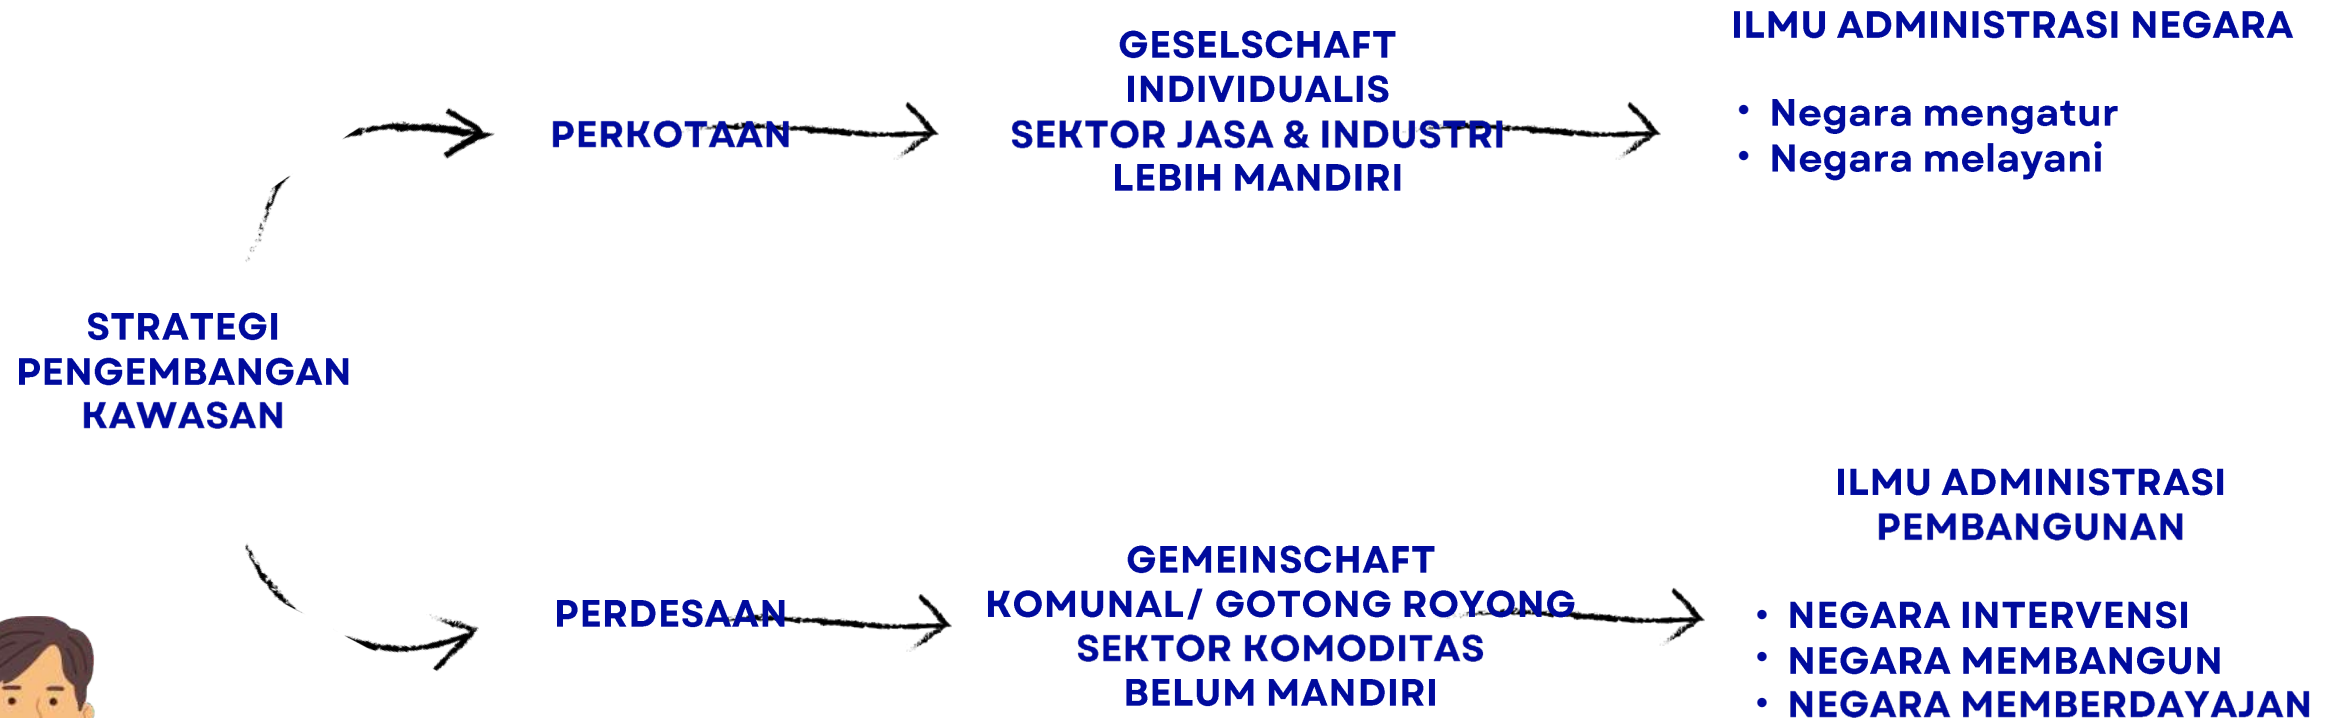 STRATEGI
PENGEMBANGAN
KAWASAN
PERKOTAAN
GESELSCHAFT
INDIVIDUALIS
SEKTOR JASA & INDUSTRI
LEBIH MANDIRI
ILMU ADMINISTRASI NEGARA
• Negara mengatur
• Negara melayani
PERDESAAN
GEMEINSCHAFT
KOMUNAL/ GOTONG ROYONG
SEKTOR KOMODITAS
BELUM MANDIRI
ILMU ADMINISTRASI
PEMBANGUNAN
• NEGARA INTERVENSI
• NEGARA MEMBANGUN
• NEGARA MEMBERDAYAJAN